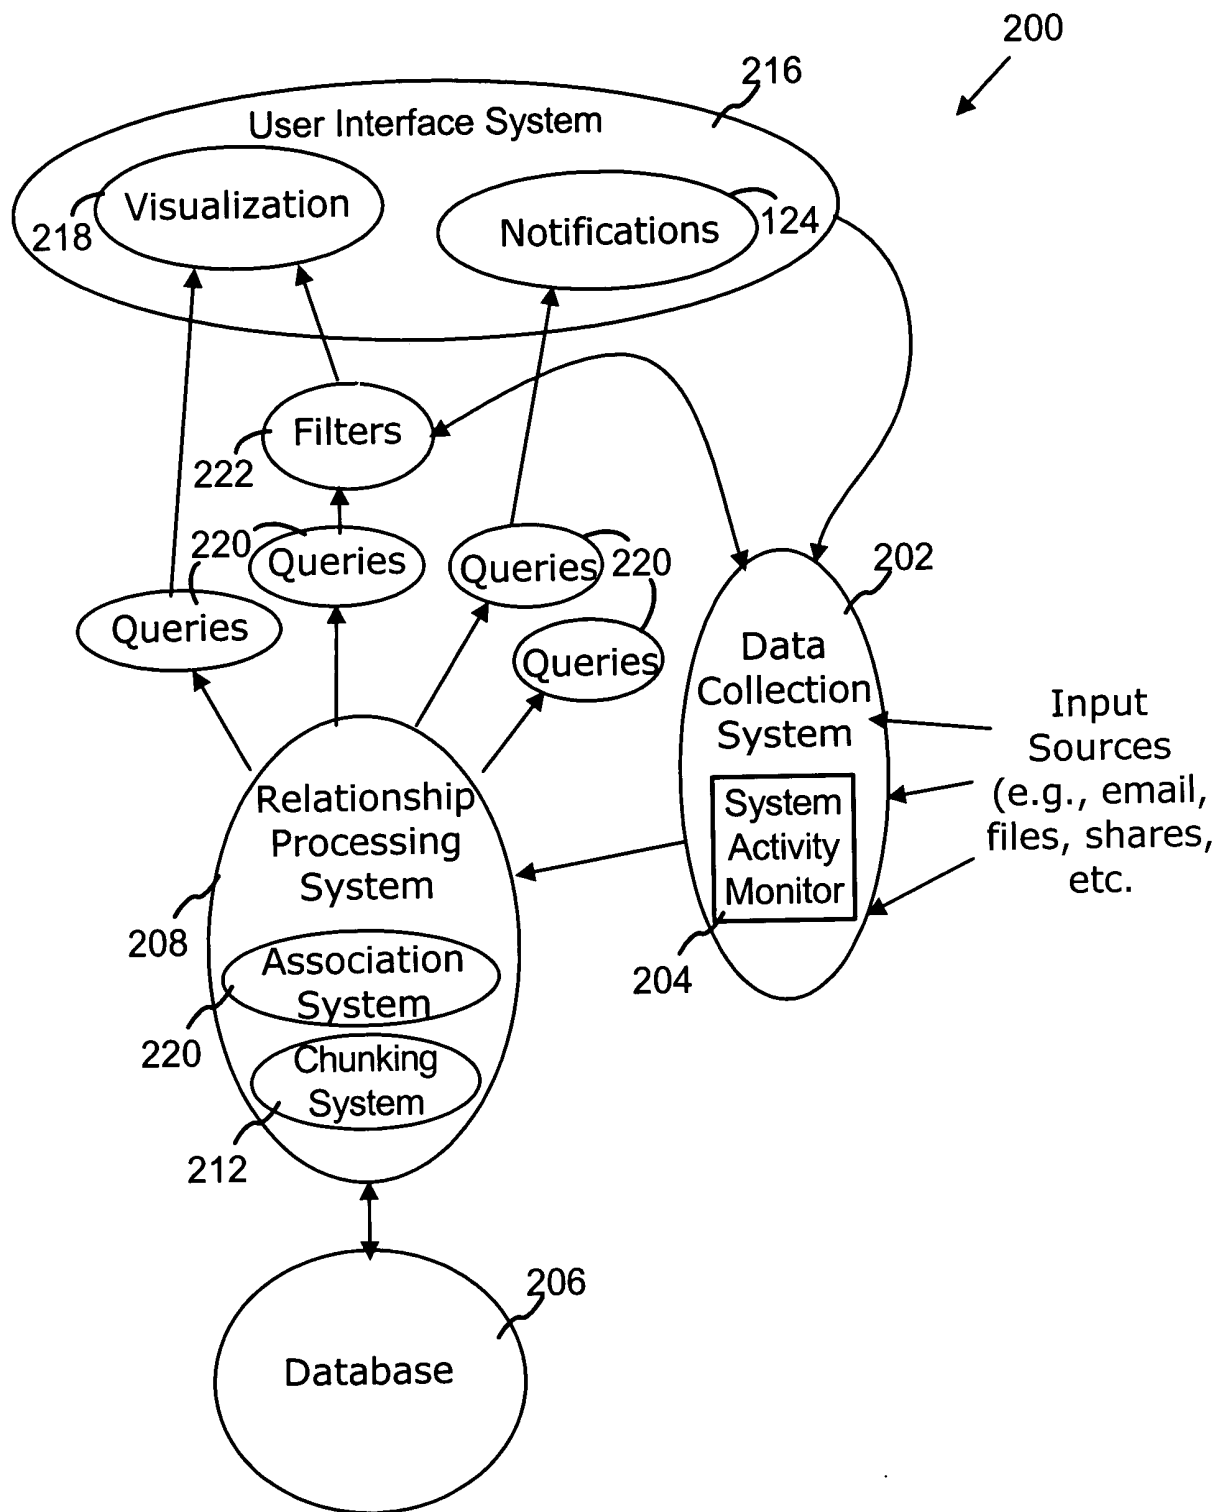 200
216
User Interface System
Visualization
218
Notifications
124
Filters
222
220
Queries
Queries
220
Queries
Queries
202
Data
Collection
System
System
Activity
Monitor
204
Input
Sources
(e.g., email,
files, shares,
etc.
Relationship
Processing
System
208
Association
System
220
Chunking
System
212
206
Database